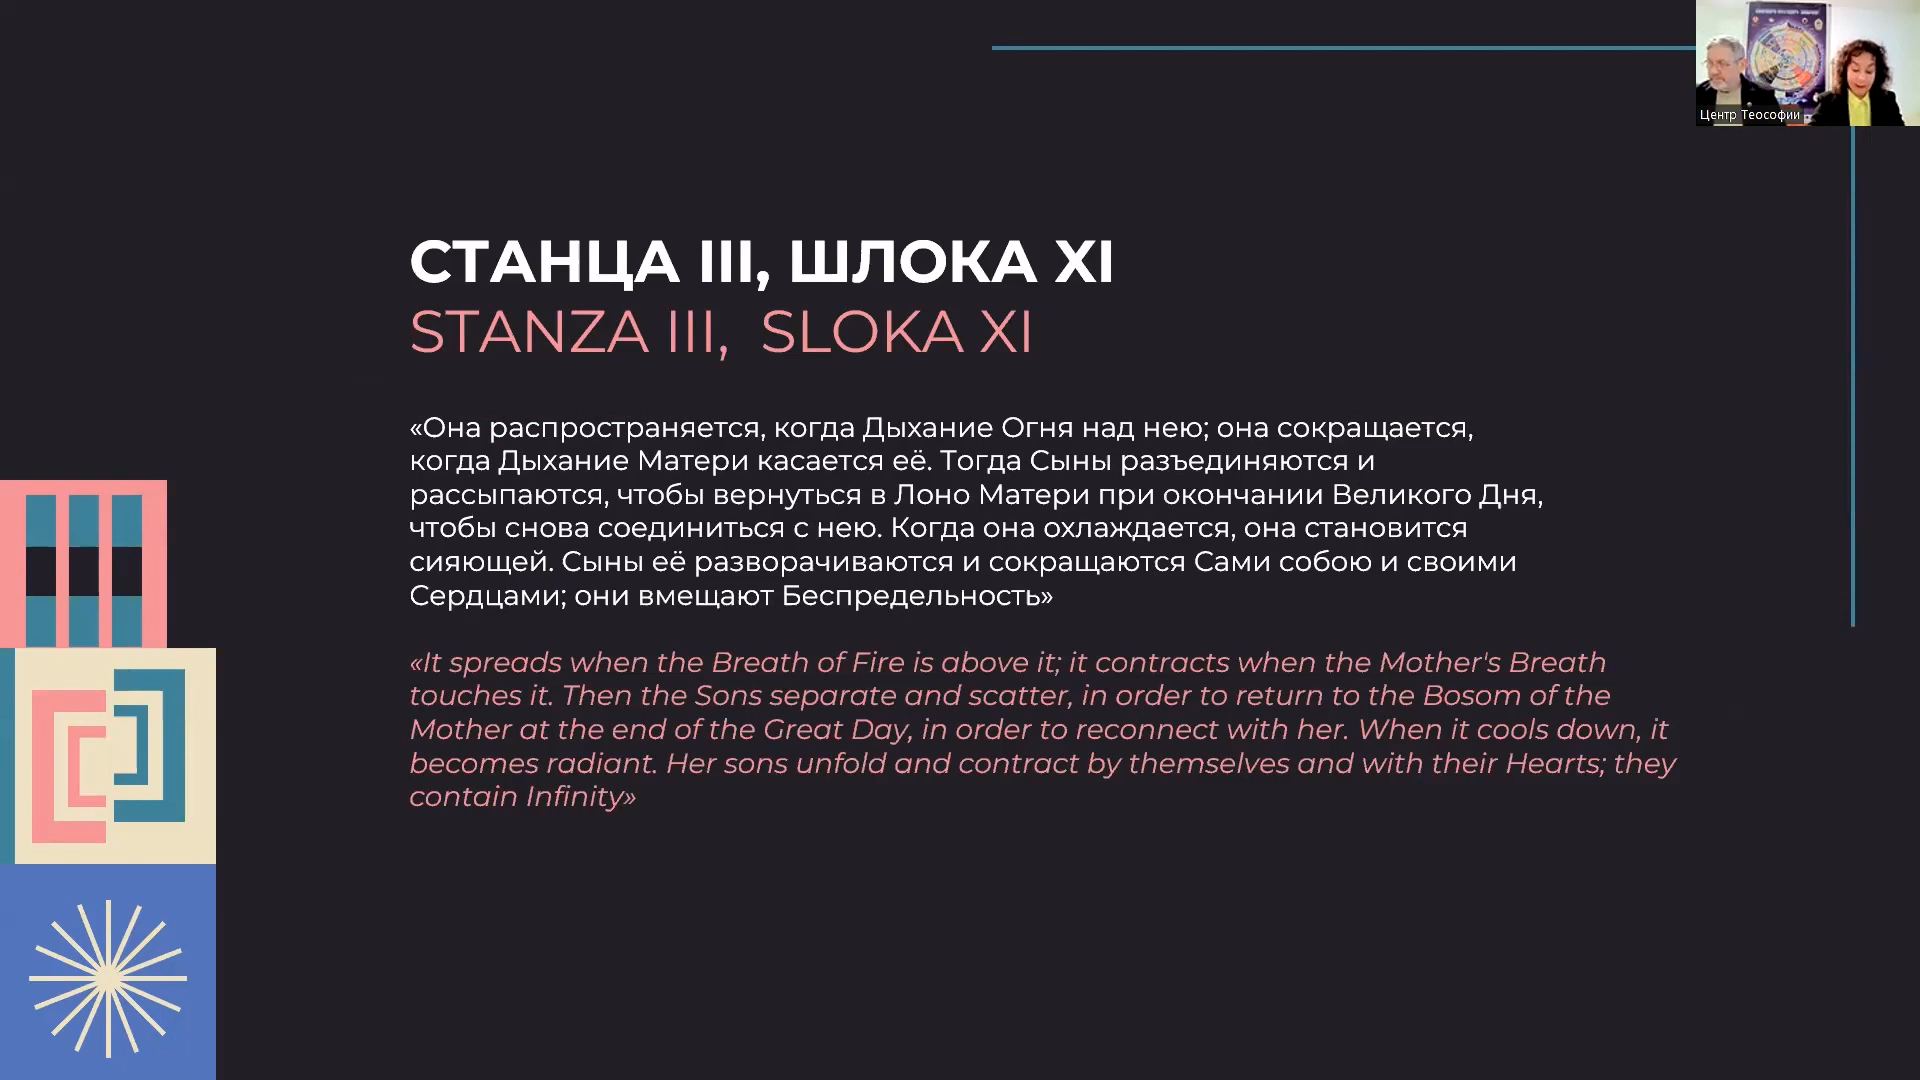 Центр Теософии
СТАНЦА III, ШЛОКА XI
STANZA III, SLOKA XI
«Она распространяется, когда Дыхание Огня над нею; она сокращается,
когда Дыхание Матери касается её. Тогда Сыны разъединяются и
рассыпаются, чтобы вернуться в Лоно Матери при окончании Великого Дня,
чтобы снова соединиться с нею. Когда она охлаждается, она становится
сияющей. Сыны её разворачиваются и сокращаются Сами собою и своими
Сердцами; они вмещают Беспредельность»
«It spreads when the Breath of Fire is above it; it contracts when the Mother's Breath
touches it. Then the Sons separate and scatter, in order to return to the Bosom of the
Mother at the end of the Great Day, in order to reconnect with her. When it cools down, it
becomes radiant. Her sons unfold and contract by themselves and with their Hearts; they
contain Infinity»